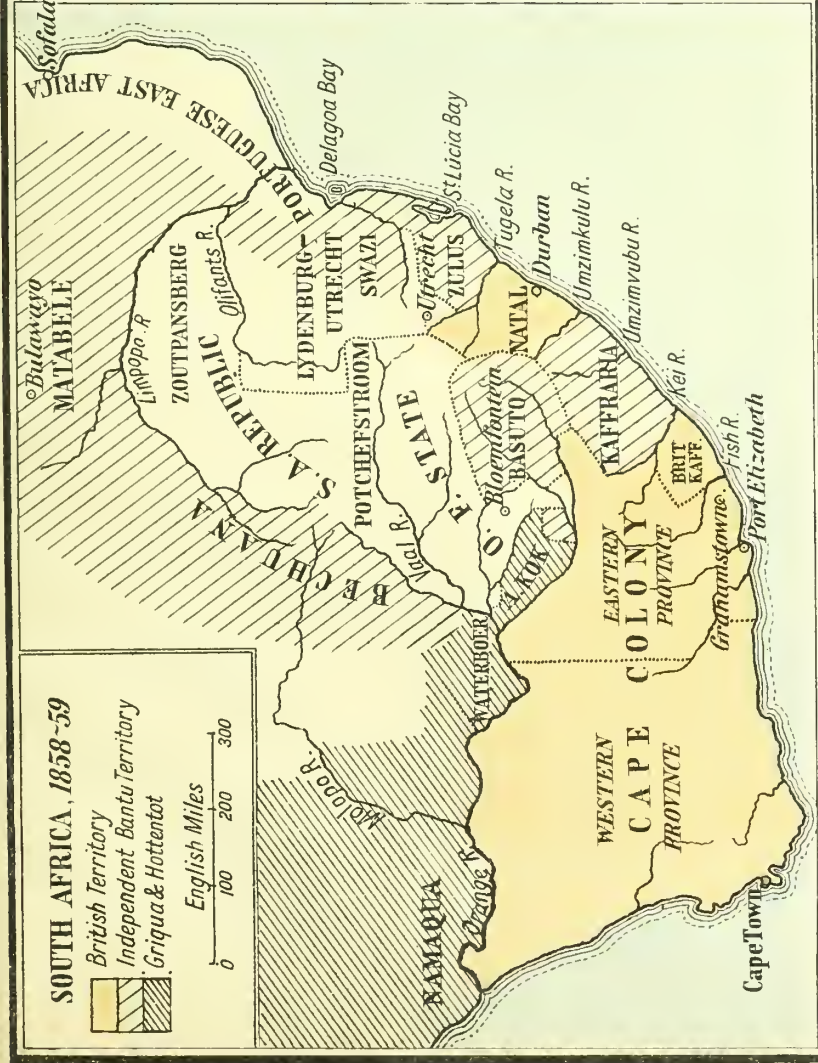 SOUTH AFRICA, 1858-59
British Territory
Independent Bantu Territory
Griqua & Hottentot
English Miles
0 100 200 300
Sofala
PORTUGUESE EAST AFRICA
Bulawayo
MATABELE
Limpopo R
ZOUTPANSBERG
Olifants R.
Delagoa Bay
S. A REPUBLIC
LYDENBURG-
UTRECHT
SWAZI
BECHUANA
POTCHEFSTROOM
Utrecht
ZULUS
St. Lucia Bay
Tugela R.
Molopo R.
Vaal R.
O. F. STATE
Bloemfontein
BASUTO
NATAL
Durban
Umzimkulu R.
NAMAQUA
Orange R.
WATERBOER
A. KOK
KAFFRARIA
Umzimvubu R.
Kei R.
BRIT
KAFF
Fish R.
WESTERN
PROVINCE
EASTERN
PROVINCE
CAPE COLONY
Grahamstown
Port Elizabeth
Cape Town